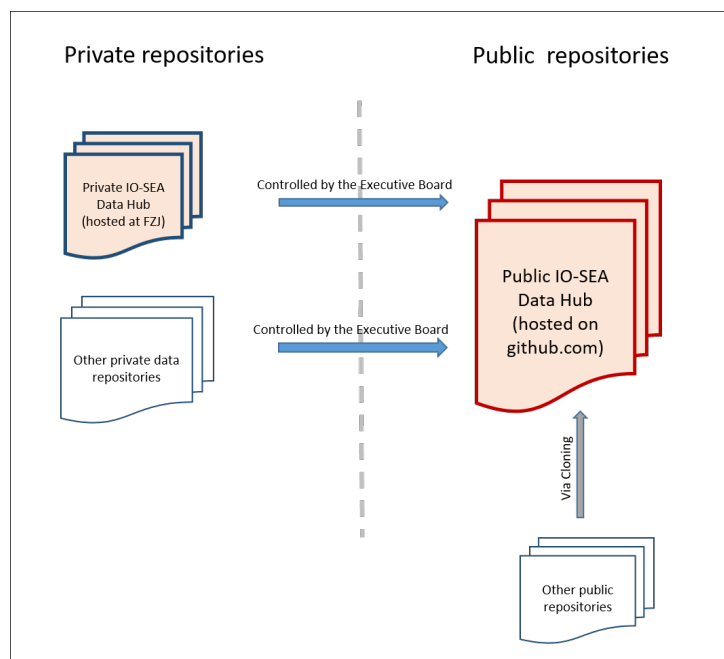 Private repositories
Public repositories
Private IO-SEA
Data Hub
(hosted at FZJ)
Controlled by the Executive Board
Other private data
repositories
Controlled by the Executive Board
Public IO-SEA
Data Hub
(hosted on
github.com)
Via Cloning
Other public
repositories